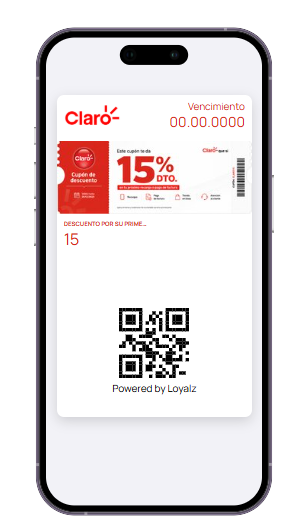 Claro
Vencimiento
00.00.0000
Claro
Cupón de
descuento
Este cupón te da
15%
DTO.
Claro
DESCUENTO POR SU PRIME...
15
Powered by Loyalz